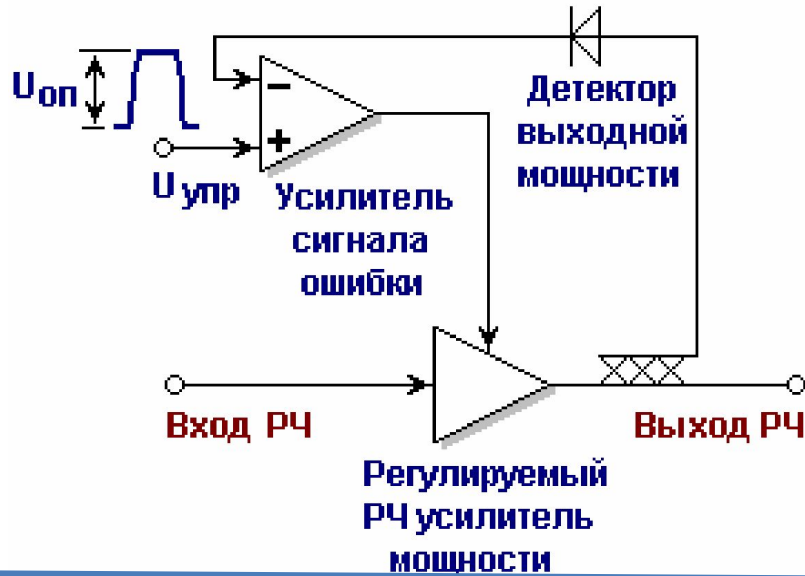 Uоп
Uупр
−
+
Усилитель
сигнала
ошибки
Детектор
выходной
мощности
Вход РЧ
Выход РЧ
Регулируемый
РЧ усилитель
мощности